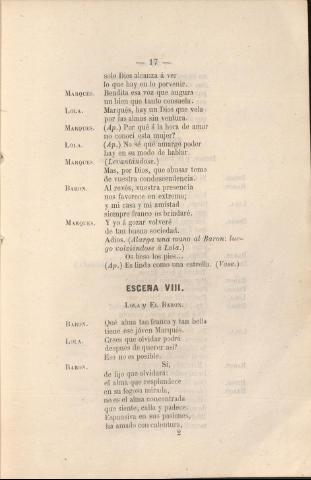 — 17 —
solo Dios alcanza á ver
lo que hay en lo porvenir.
MARQUES. Bendita esa voz que augura
un bien que tanto consuela.
LOLA. Marqués, hay un Dios que vela
por las almas sin ventura.
MARQUES. (Ap.) Por qué á la hora de amar
no conocí esta mujer?
LOLA. (Ap.) No sé qué amargo poder
hay en su modo de hablar.
MARQUES. (Levantándose.)
Mas, por Dios, que abusar temo
de vuestra condescendencia.
BARON. Al revés, vuestra presencia
nos favorece en extremo;
y mi casa y mi amistad
siempre franco os brindaré.
MARQUES. Y yo á gozar volveré
de tan buena sociedad.
Adios. (Alarga una mano al Baron: lue-
go volviéndose á Lola.)
Os beso los pies...
(Ap.) Es linda como una estrella. (Vase.)
ESCENA VIII.
LOLA y EL BARON.
BARON. Qué alma tan franca y tan bella
tiene ese jóven Marqués.
LOLA. Crees que olvidar podrá
después de querer así?
Eso no es posible.
BARON. Sí,
de fijo que olvidará:
el alma que resplandece
en su fogosa mirada,
no es el alma concentrada
que siente, calla y padece:
Espansiva en sus pasiones,
ha amado con calentura,
2